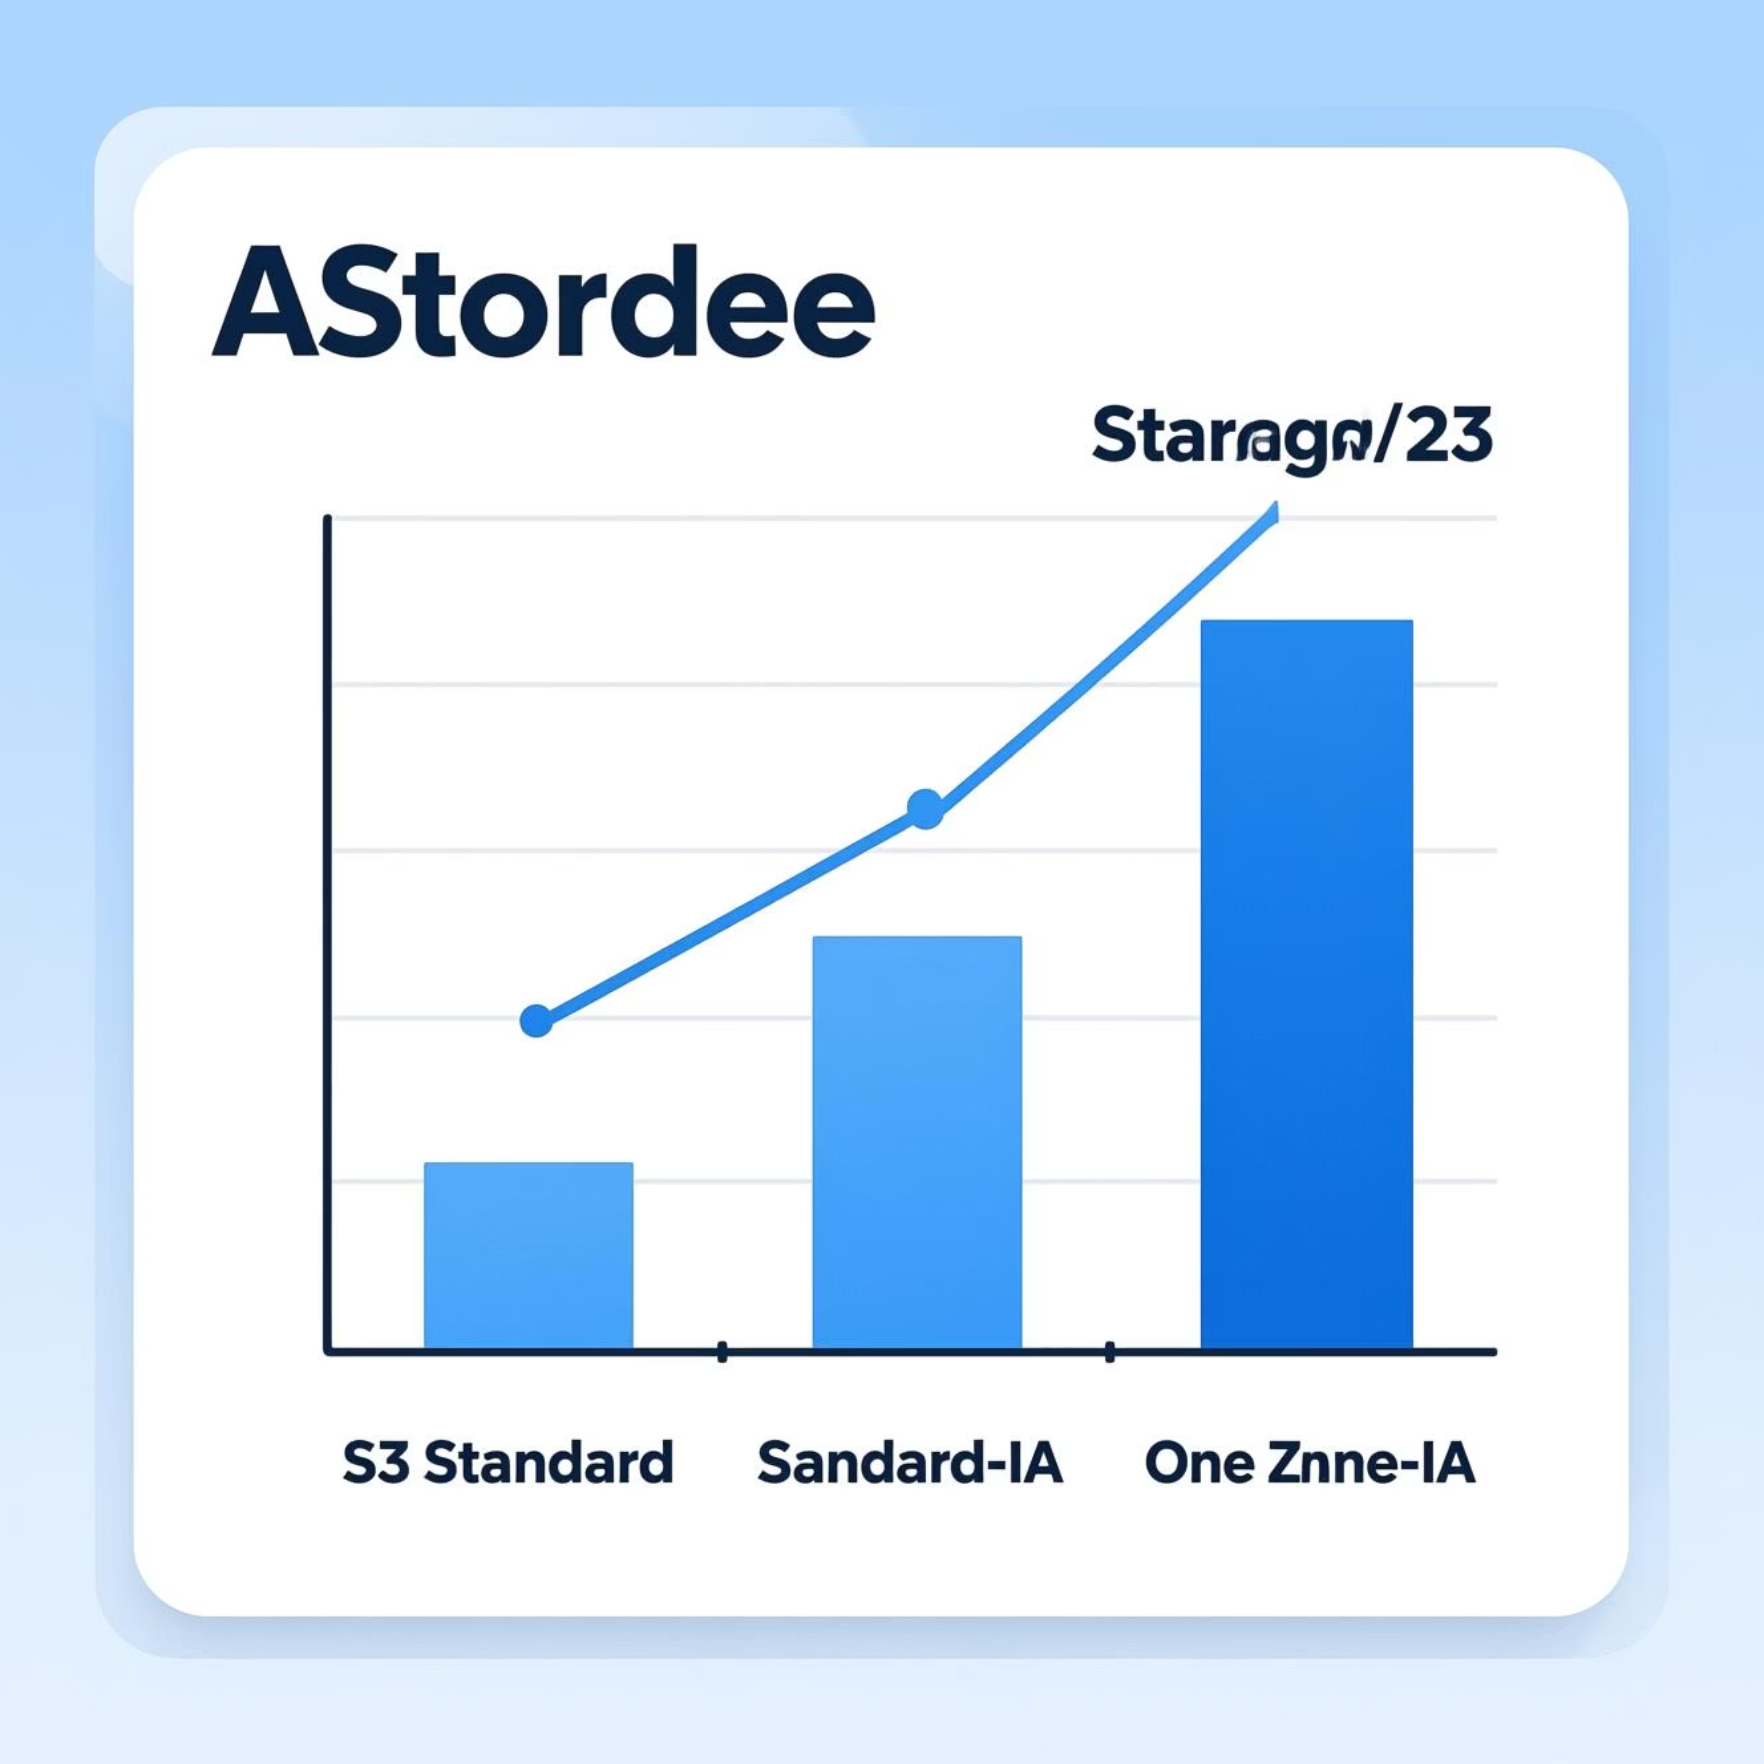 AStordee
S3 Standard
Sandard-IA
One Znne-IA